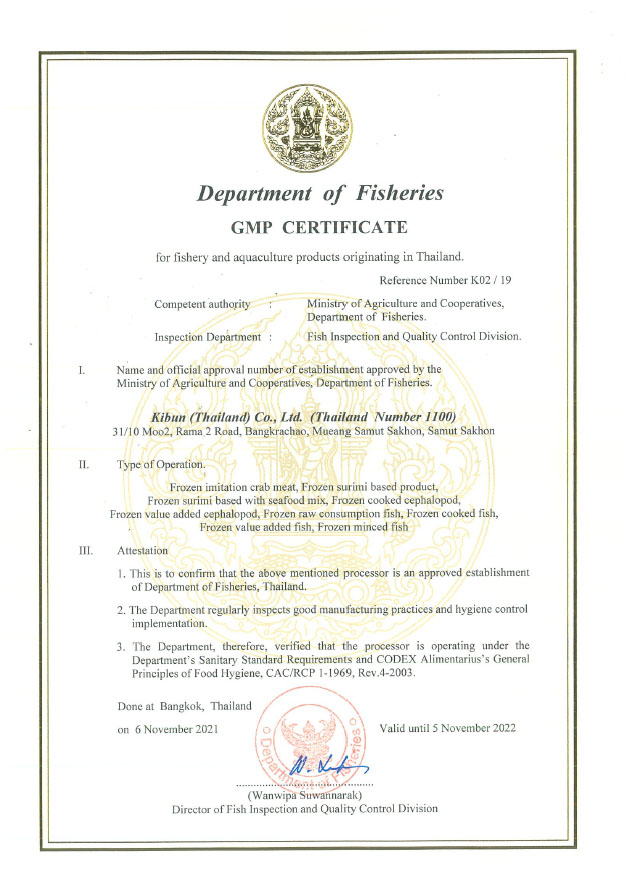 Department of Fisheries
GMP CERTIFICATE
for fishery and aquaculture products originating in Thailand.
Reference Number K02 / 19
Competent authority : Ministry of Agriculture and Cooperatives,
Department of Fisheries.
Inspection Department : Fish Inspection and Quality Control Division.
I. Name and official approval number of establishment approved by the
Ministry of Agriculture and Cooperatives, Department of Fisheries.
Kibun (Thailand) Co., Ltd. (Thailand Number 1100)
31/10 Moo2, Rama 2 Road, Bangkrachao, Mueang Samut Sakhon, Samut Sakhon
II. Type of Operation.
Frozen imitation crab meat, Frozen surimi based product,
Frozen surimi based with seafood mix, Frozen cooked cephalopod,
Frozen value added cephalopod, Frozen raw consumption fish, Frozen cooked fish,
Frozen value added fish, Frozen minced fish
III. Attestation
1. This is to confirm that the above mentioned processor is an approved establishment
of Department of Fisheries, Thailand.
2. The Department regularly inspects good manufacturing practices and hygiene control
implementation.
3. The Department, therefore, verified that the processor is operating under the
Department's Sanitary Standard Requirements and CODEX Alimentarius's General
Principles of Food Hygiene, CAC/RCP 1-1969, Rev.4-2003.
Done at Bangkok, Thailand
on 6 November 2021
Valid until 5 November 2022
Department of Fisheries
(Wanwipa Suwannarak)
Director of Fish Inspection and Quality Control Division